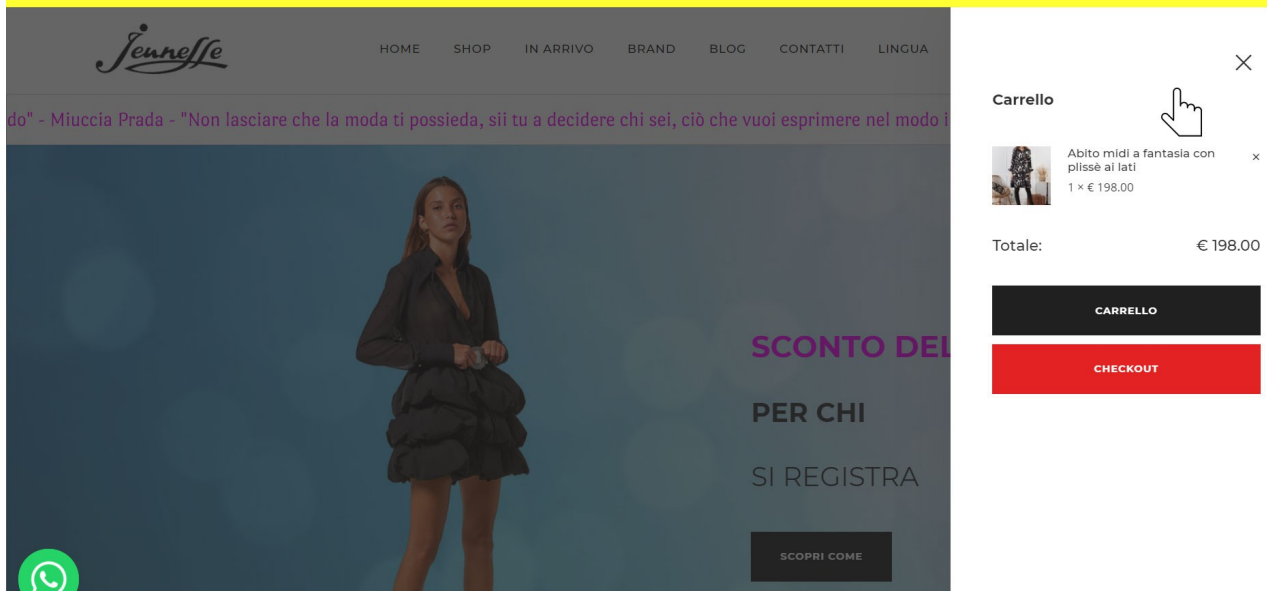 Jeunesse
HOME SHOP IN ARRIVO BRAND BLOG CONTATTI LINGUA
do" - Miuccia Prada - "Non lasciare che la moda ti possieda, sii tu a decidere chi sei, ciò che vuoi esprimere nel modo i
SCONTO DEL
PER CHI
SI REGISTRA
SCOPRI COME
Carrello
Abito midi a fantasia con
plissè ai lati
×
1 × € 198.00
Totale: € 198.00
CARRELLO
CHECKOUT